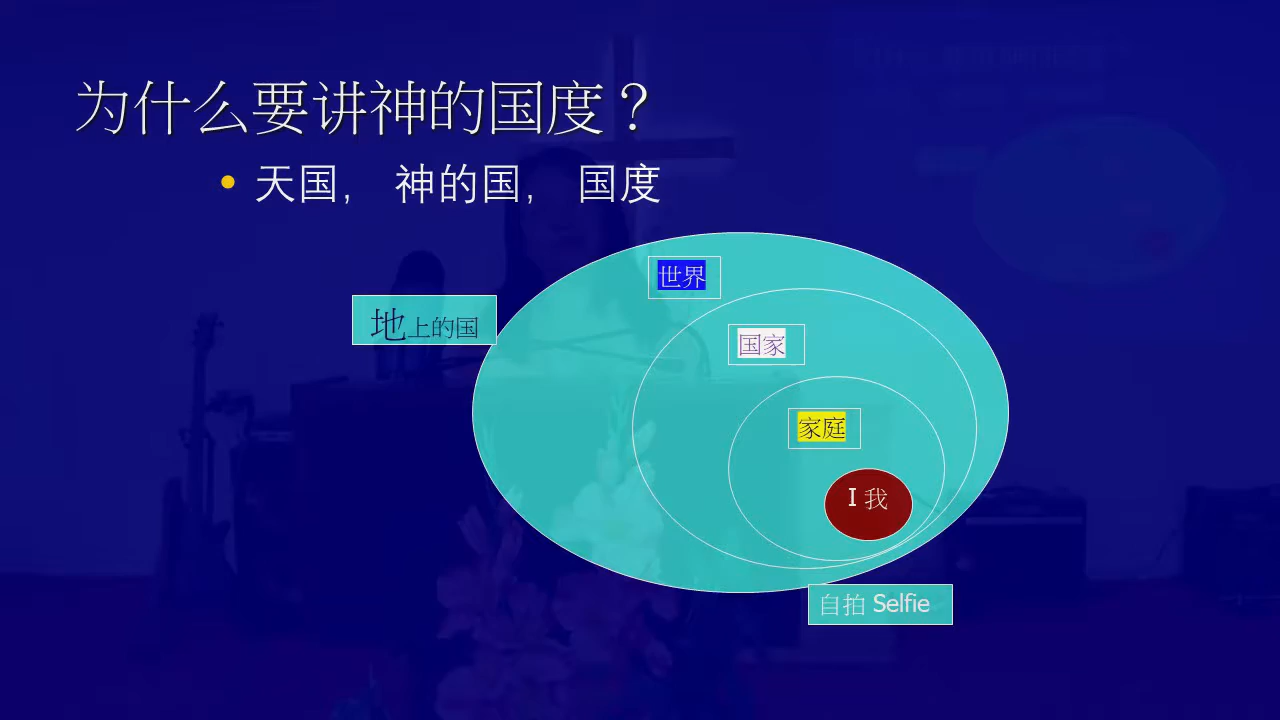 为什么要讲神的国度？
• 天国， 神的国， 国度
世界
地上的国
国家
家庭
I 我
自拍 Selfie